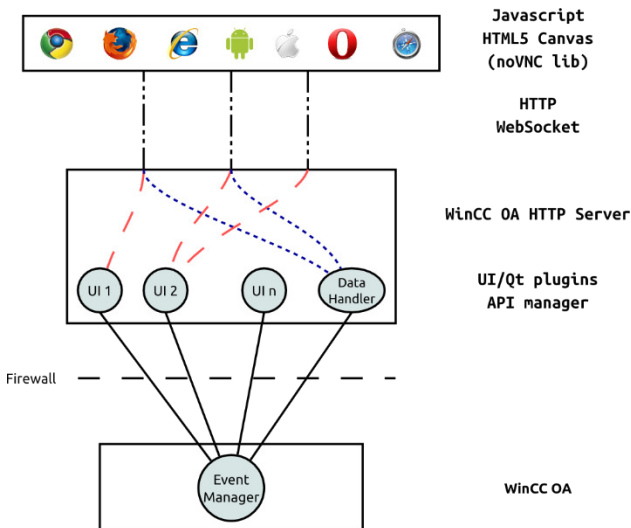 Javascript
HTML5 Canvas
(noVNC lib)
HTTP
WebSocket
WinCC OA HTTP Server
UI 1
UI 2
UI n
Data
Handler
UI/Qt plugins
API manager
Firewall
Event
Manager
WinCC OA